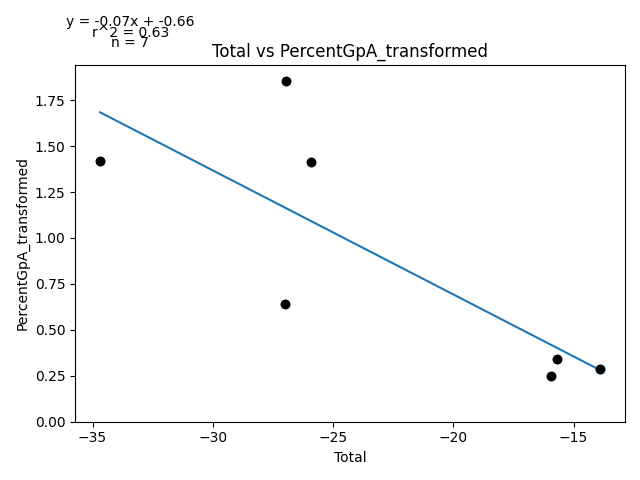 y = -0.07x + -0.66
r^2 = 0.63
n = 7
Total vs PercentGpA_transformed
1.75
1.50
1.25
1.00
0.75
0.50
0.25
0.00
PercentGpA_transformed
−35
−30
−25
−20
−15
Total